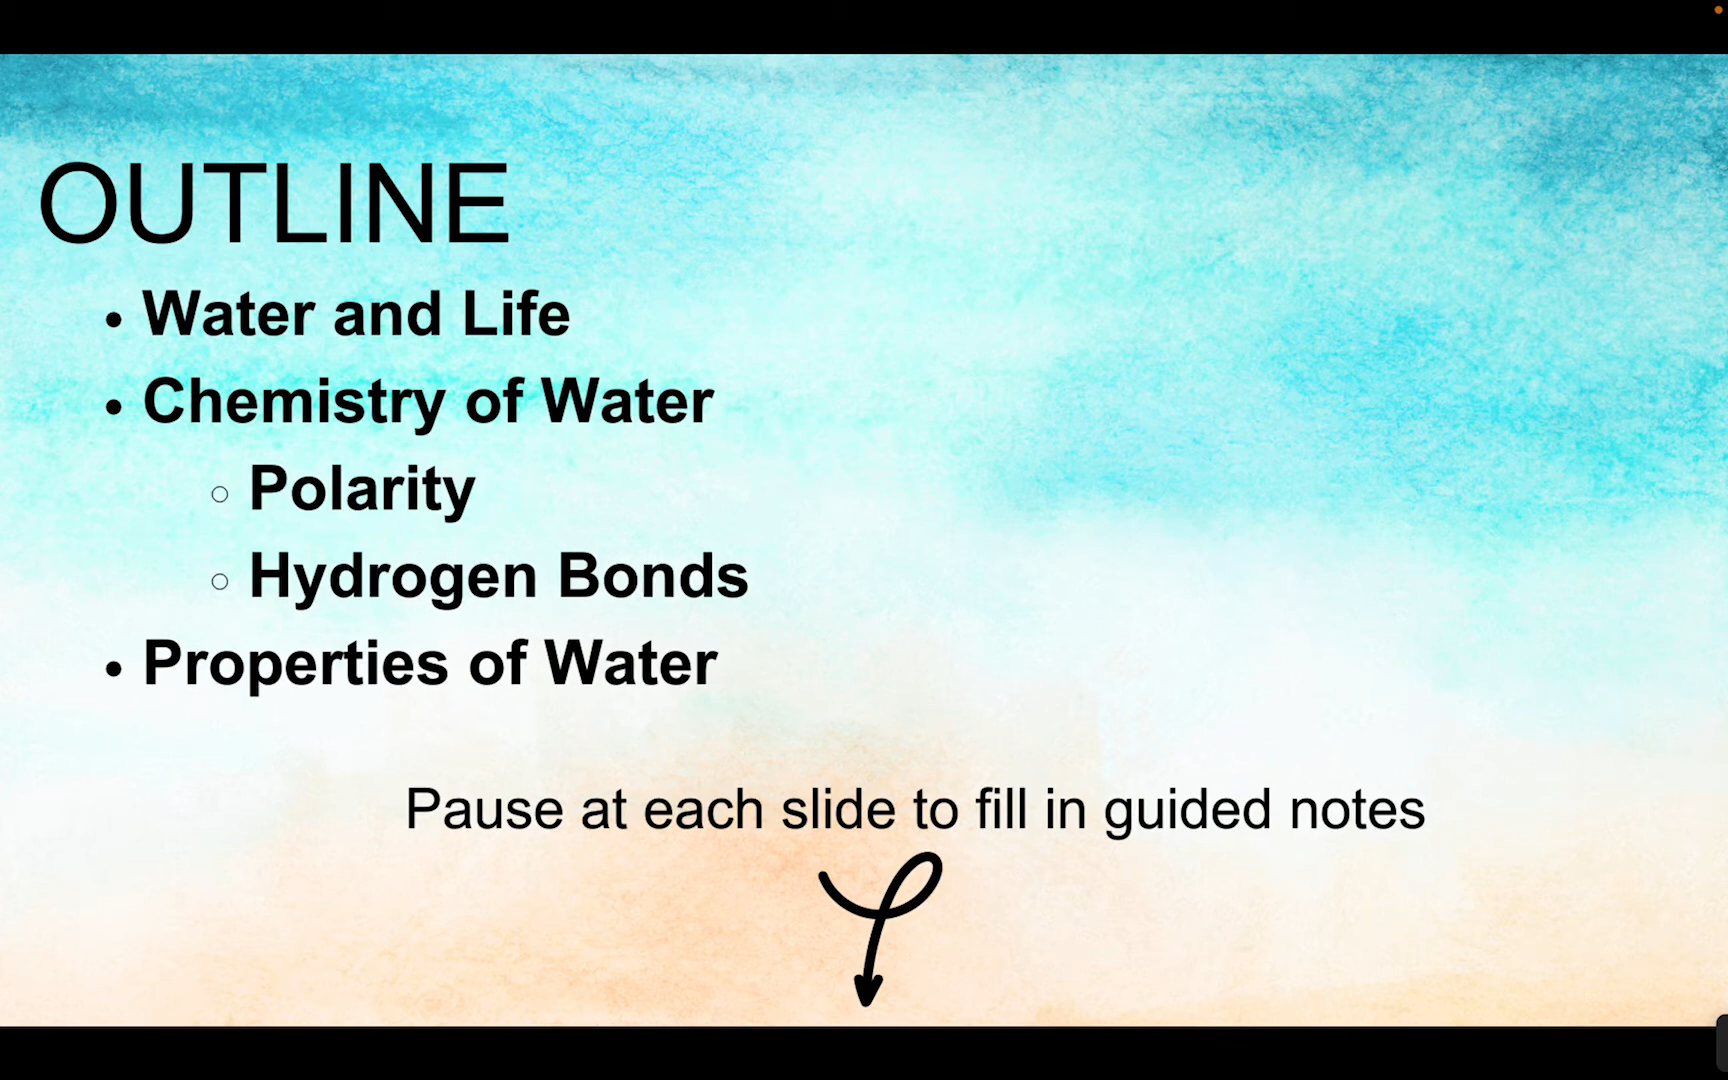 OUTLINE
• Water and Life
• Chemistry of Water
○ Polarity
○ Hydrogen Bonds
• Properties of Water
Pause at each slide to fill in guided notes